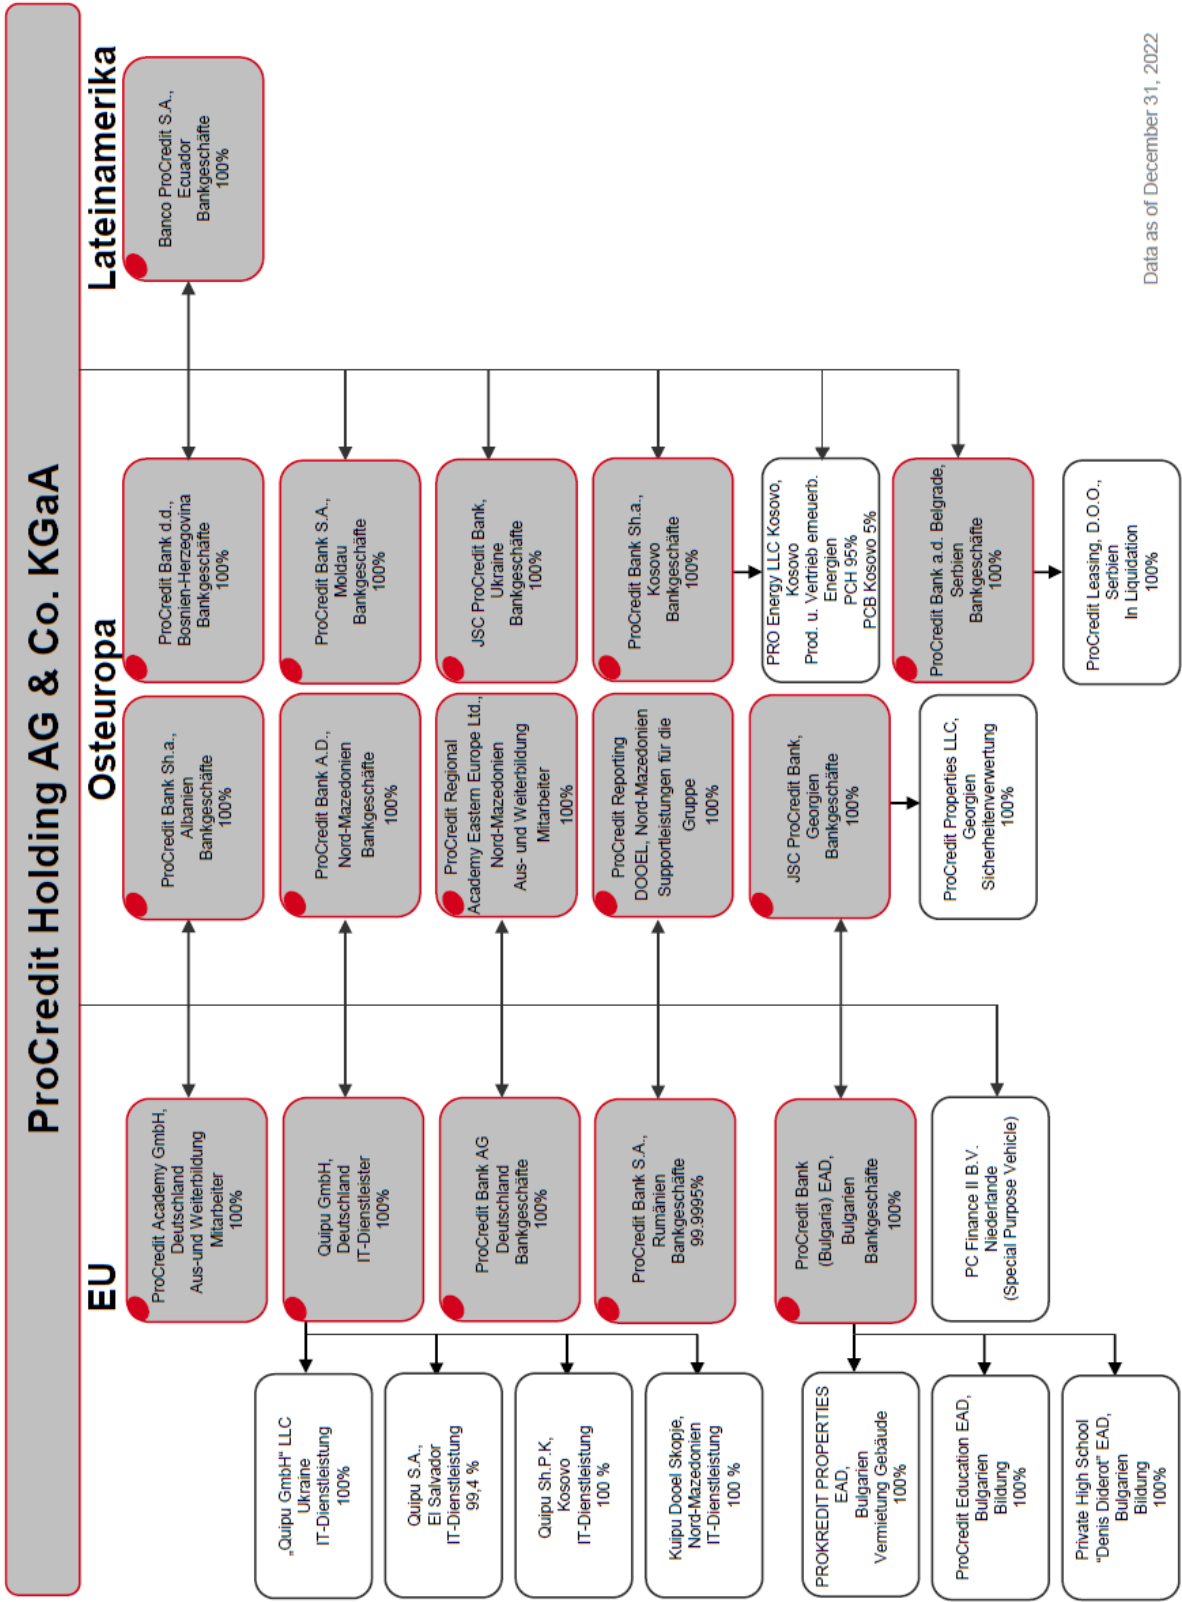 ProCredit Holding AG & Co. KGaA
EU
Osteuropa
Lateinamerika
„Quipu GmbH“ LLC
Ukraine
IT-Dienstleistung
100%
Quipu S.A.,
El Salvador
IT-Dienstleistung
99,4 %
Quipu Sh.P.K,
Kosovo
IT-Dienstleistung
100 %
Kuipu Dooel Skopje,
Nord-Mazedonien
IT-Dienstleistung
100 %
PROKREDIT PROPERTIES
EAD,
Bulgarien
Vermietung Gebäude
100%
ProCredit Education EAD,
Bulgarien
Bildung
100%
Private High School
“Denis Diderot” EAD,
Bulgarien
Bildung
100%
ProCredit Academy GmbH,
Deutschland
Aus-und Weiterbildung
Mitarbeiter
100%
Quipu GmbH,
Deutschland
IT-Dienstleister
100%
ProCredit Bank AG
Deutschland
Bankgeschäfte
100%
ProCredit Bank S.A.,
Rumänien
Bankgeschäfte
99.9995%
ProCredit Bank
(Bulgaria) EAD,
Bulgarien
Bankgeschäfte
100%
PC Finance II B.V.
Niederlande
(Special Purpose Vehicle)
ProCredit Bank Sh.a.,
Albanien
Bankgeschäfte
100%
ProCredit Bank A.D.,
Nord-Mazedonien
Bankgeschäfte
100%
ProCredit Regional
Academy Eastern Europe Ltd.,
Nord-Mazedonien
Aus- und Weiterbildung
Mitarbeiter
100%
ProCredit Reporting
DOOEL, Nord-Mazedonien
Supportleistungen für die
Gruppe
100%
JSC ProCredit Bank,
Georgien
Bankgeschäfte
100%
ProCredit Properties LLC,
Georgien
Sicherheitenverwertung
100%
ProCredit Bank d.d.,
Bosnien-Herzegovina
Bankgeschäfte
100%
ProCredit Bank S.A.,
Moldau
Bankgeschäfte
100%
JSC ProCredit Bank,
Ukraine
Bankgeschäfte
100%
ProCredit Bank Sh.a.,
Kosovo
Bankgeschäfte
100%
PRO Energy LLC Kosovo,
Kosovo
Prod. u. Vertrieb erneuerb.
Energien
PCH 95%
PCB Kosovo 5%
ProCredit Bank a.d. Belgrade,
Serbien
Bankgeschäfte
100%
ProCredit Leasing, D.O.O.,
Serbien
In Liquidation
100%
Banco ProCredit S.A.,
Ecuador
Bankgeschäfte
100%
Data as of December 31, 2022